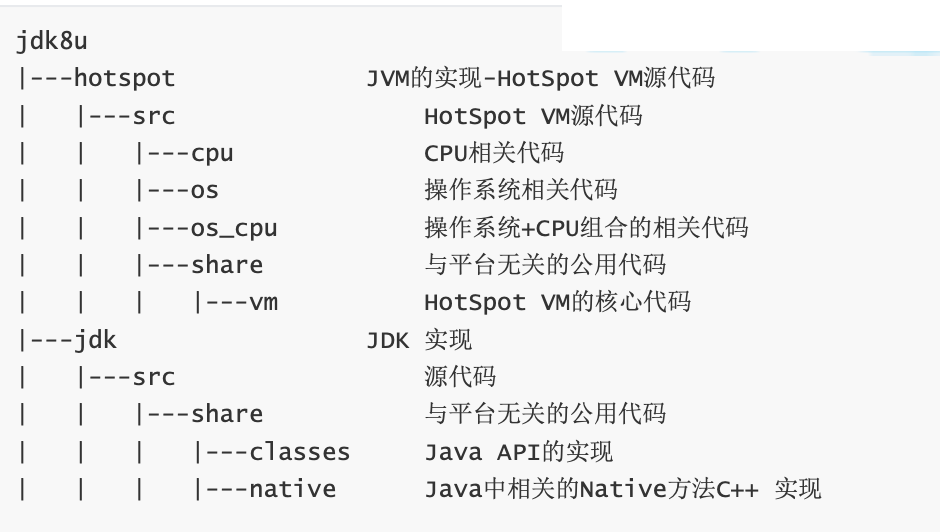 jdk8u
|---hotspot             JVM的实现-HotSpot VM源代码
|   |---src                 HotSpot VM源代码
|   |   |---cpu             CPU相关代码
|   |   |---os              操作系统相关代码
|   |   |---os_cpu          操作系统+CPU组合的相关代码
|   |   |---share           与平台无关的公用代码
|   |   |   |---vm          HotSpot VM的核心代码
|---jdk                 JDK 实现
|   |---src                 源代码
|   |   |---share           与平台无关的公用代码
|   |   |   |---classes     Java API的实现
|   |   |   |---native      Java中相关的Native方法C++ 实现